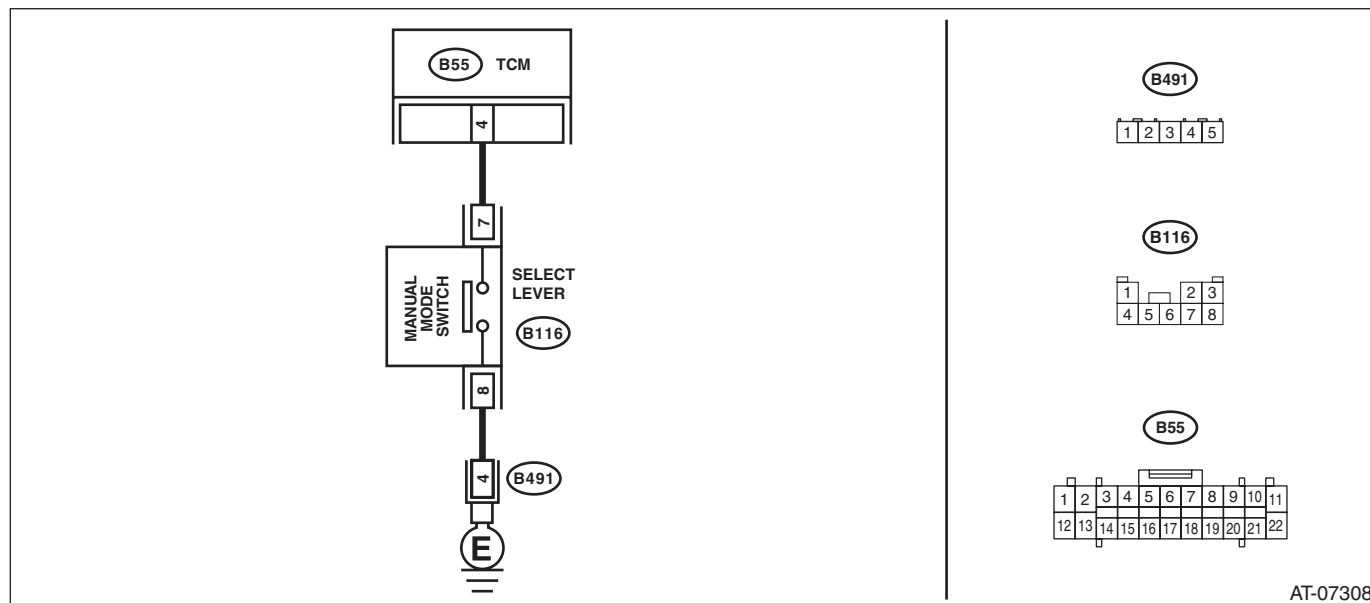 B55 TCM
4
7
MANUAL
MODE
SWITCH
SELECT
LEVER
B116
8
4
B491
E
B491
1 2 3 4 5
B116
1 2 3
4 5 6 7 8
B55
1 2 3 4 5 6 7 8 9 10 11
12 13 14 15 16 17 18 19 20 21 22
AT-07308